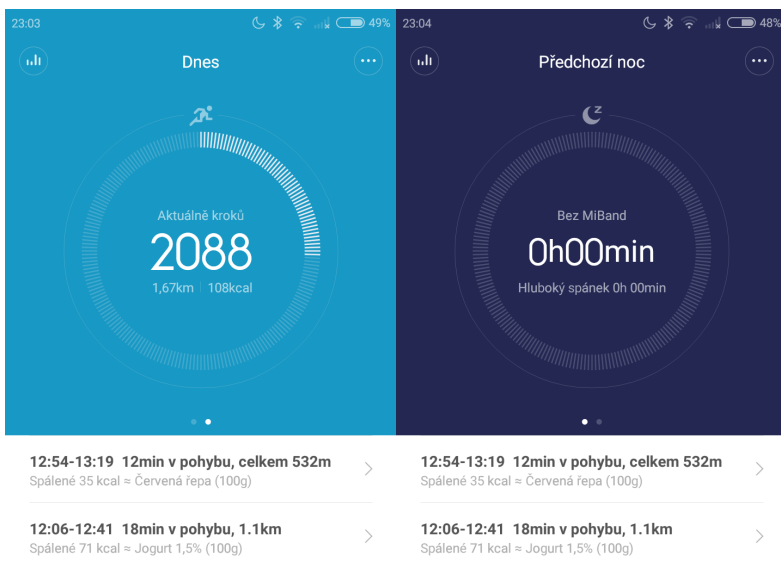 23:03
49%
Dnes
Aktuálně kroků
2088
1,67km | 108kcal
12:54-13:19 12min v pohybu, celkem 532m
Spálené 35 kcal ≈ Červená řepa (100g)
12:06-12:41 18min v pohybu, 1.1km
Spálené 71 kcal ≈ Jogurt 1,5% (100g)
23:04
48%
Předchozí noc
z
Bez MiBand
0h00min
Hluboký spánek 0h 00min
12:54-13:19 12min v pohybu, celkem 532m
Spálené 35 kcal ≈ Červená řepa (100g)
12:06-12:41 18min v pohybu, 1.1km
Spálené 71 kcal ≈ Jogurt 1,5% (100g)